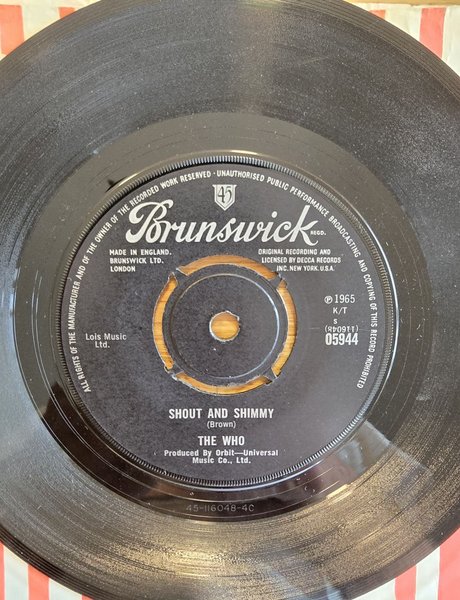 ALL RIGHTS OF THE MANUFACTURER AND OF THE OWNER OF THE RECORDED WORK RESERVED · UNAUTHORISED PUBLIC PERFORMANCE BROADCASTING AND COPYING OF THIS RECORD PROHIBITED
45
Brunswick
REGD.
MADE IN ENGLAND.
BRUNSWICK LTD.
LONDON
ORIGINAL RECORDING AND
LICENSED BY DECCA RECORDS
INC. NEW YORK. U.S.A.
Ⓟ 1965
K/T
Lois Music
Ltd.
05944
SHOUT AND SHIMMY
(Brown)
THE WHO
Produced By Orbit—Universal
Music Co., Ltd.
45-116048-4C